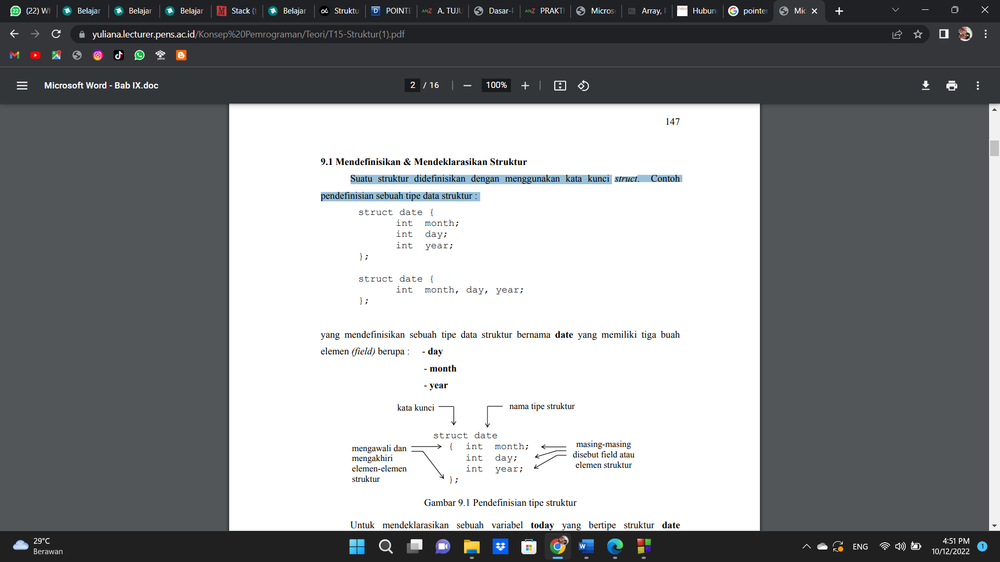 (22) Wh
Belajar
Belajar
Belajar
Stack (t
Belajar
Struktu
POINTE
A. TUJU
Dasar-P
PRAKTI
Micros
Array, P
Hubun
pointer
Mic
yuliana.lecturer.pens.ac.id/Konsep%20Pemrograman/Teori/T15-Struktur(1).pdf
Microsoft Word - Bab IX.doc
2 / 16
100%
147
9.1 Mendefinisikan & Mendeklarasikan Struktur
Suatu struktur didefinisikan dengan menggunakan kata kunci struct. Contoh
pendefinisian sebuah tipe data struktur :
struct date {
int month;
int day;
int year;
};
struct date {
int month, day, year;
};
yang mendefinisikan sebuah tipe data struktur bernama date yang memiliki tiga buah
elemen (field) berupa : - day
- month
- year
kata kunci
nama tipe struktur
struct date
{ int month;
int day;
int year;
};
mengawali dan
mengakhiri
elemen-elemen
struktur
masing-masing
disebut field atau
elemen struktur
Gambar 9.1 Pendefinisian tipe struktur
Untuk mendeklarasikan sebuah variabel today yang bertipe struktur date
29°C
Berawan
ENG
4:51 PM
10/12/2022
1